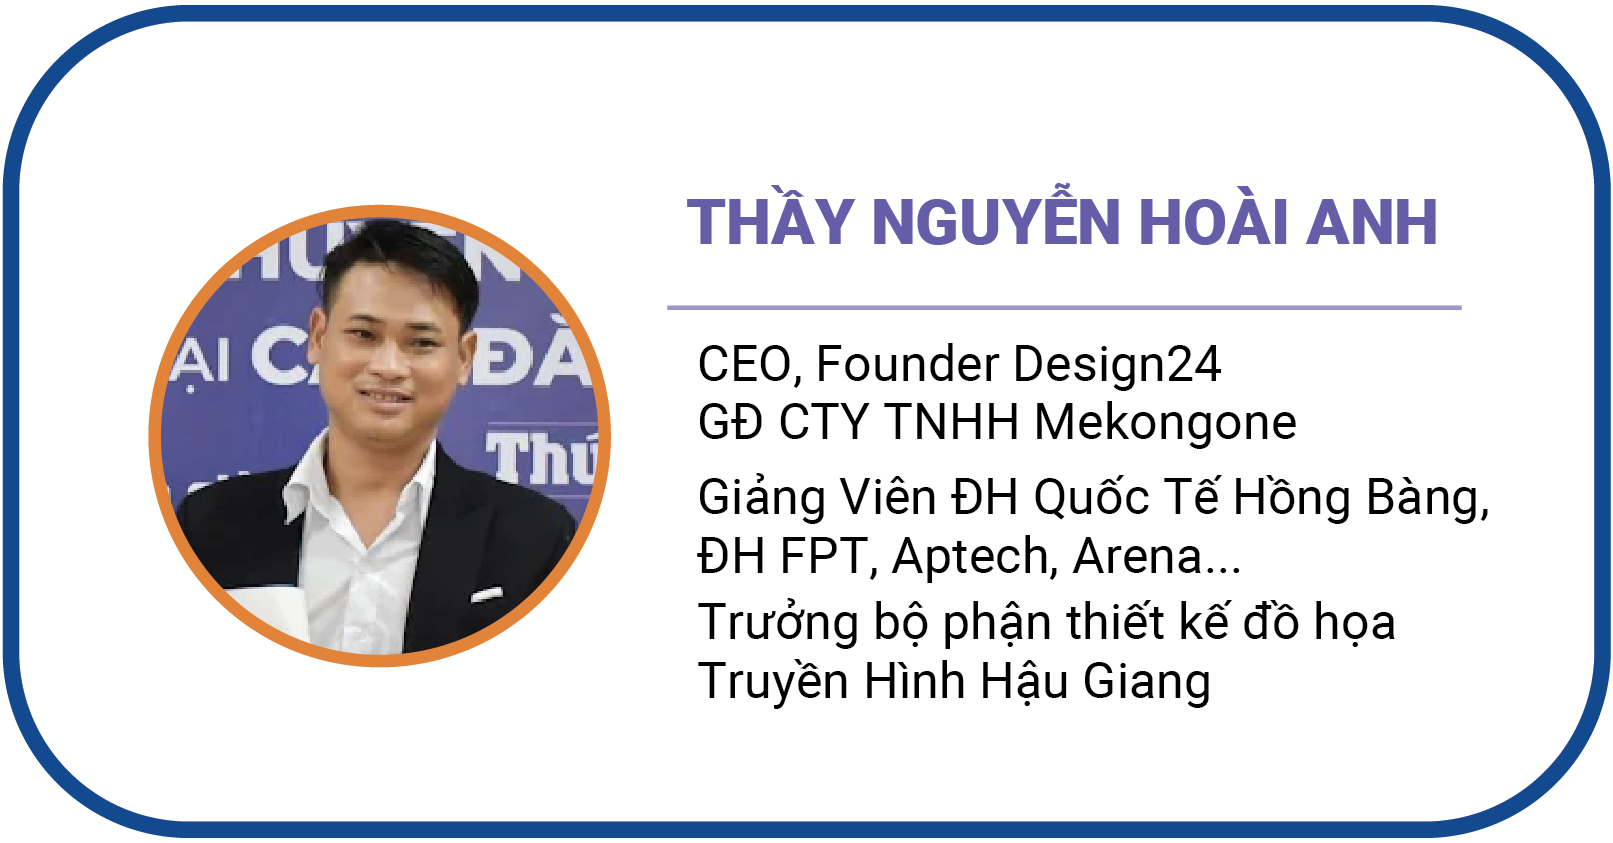 THẦY NGUYỄN HOÀI ANH
CEO, Founder Design24
GĐ CTY TNHH Mekongone
Giảng Viên ĐH Quốc Tế Hồng Bàng,
ĐH FPT, Aptech, Arena...
Trưởng bộ phận thiết kế đồ họa
Truyền Hình Hậu Giang